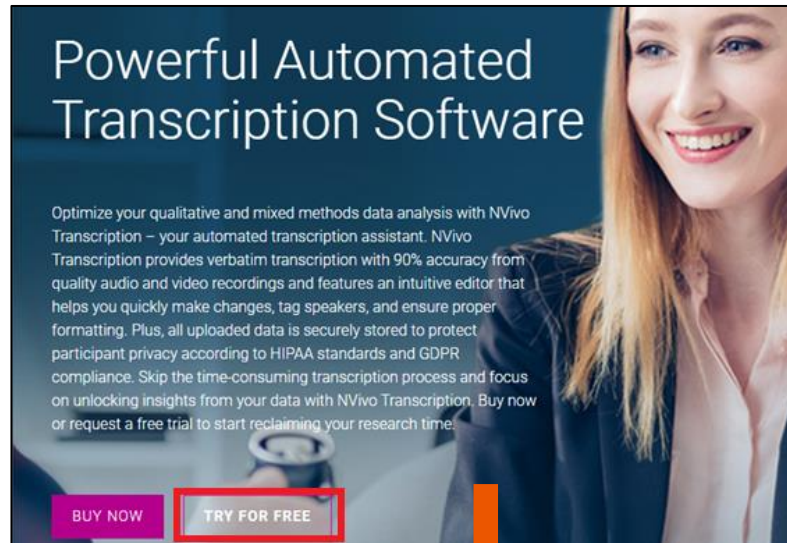 Powerful Automated
Transcription Software
Optimize your qualitative and mixed methods data analysis with NVivo
Transcription – your automated transcription assistant. NVivo
Transcription provides verbatim transcription with 90% accuracy from
quality audio and video recordings and features an intuitive editor that
helps you quickly make changes, tag speakers, and ensure proper
formatting. Plus, all uploaded data is securely stored to protect
participant privacy according to HIPAA standards and GDPR
compliance. Skip the time-consuming transcription process and focus
on unlocking insights from your data with NVivo Transcription. Buy now
or request a free trial to start reclaiming your research time.
BUY NOW TRY FOR FREE